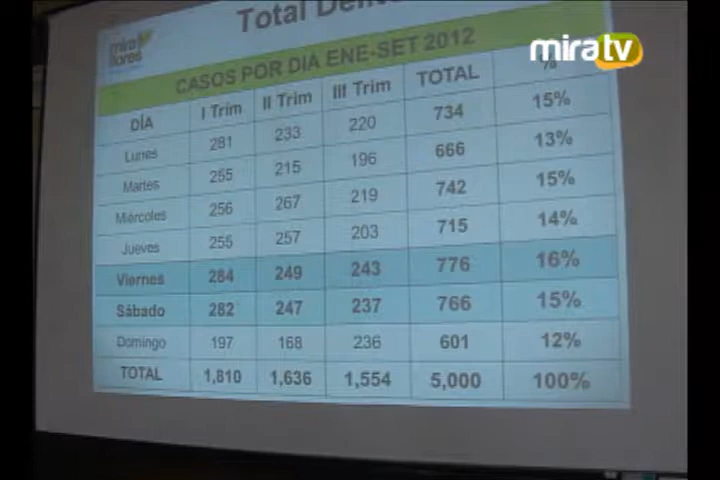 Total
miratv
mira
flores
CASOS POR DIA ENE-SET 2012
DÍA I Trim II Trim III Trim TOTAL %
Lunes 281 233 220 734 15%
Martes 255 215 196 666 13%
Miércoles 256 267 219 742 15%
Jueves 255 257 203 715 14%
Viernes 284 249 243 776 16%
Sábado 282 247 237 766 15%
Domingo 197 168 236 601 12%
TOTAL 1,810 1,636 1,554 5,000 100%